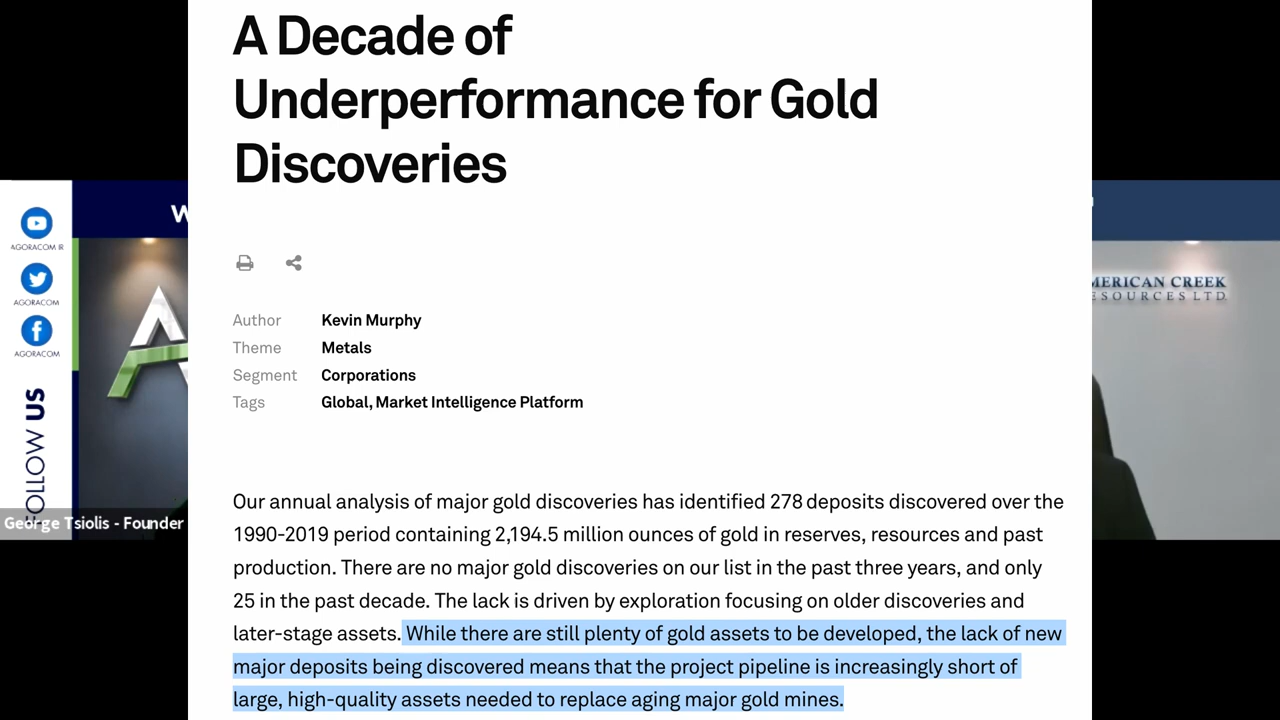 A Decade of
Underperformance for Gold
Discoveries
Author Kevin Murphy
Theme Metals
Segment Corporations
Tags Global, Market Intelligence Platform
Our annual analysis of major gold discoveries has identified 278 deposits discovered over the
1990-2019 period containing 2,194.5 million ounces of gold in reserves, resources and past
production. There are no major gold discoveries on our list in the past three years, and only
25 in the past decade. The lack is driven by exploration focusing on older discoveries and
later-stage assets. While there are still plenty of gold assets to be developed, the lack of new
major deposits being discovered means that the project pipeline is increasingly short of
large, high-quality assets needed to replace aging major gold mines.
W
AGORACOM IR
AGORACOM
AGORACOM
FOLLOW US
George Tsiolis - Founder
MERICAN CREEK
ESOURCES LTD.